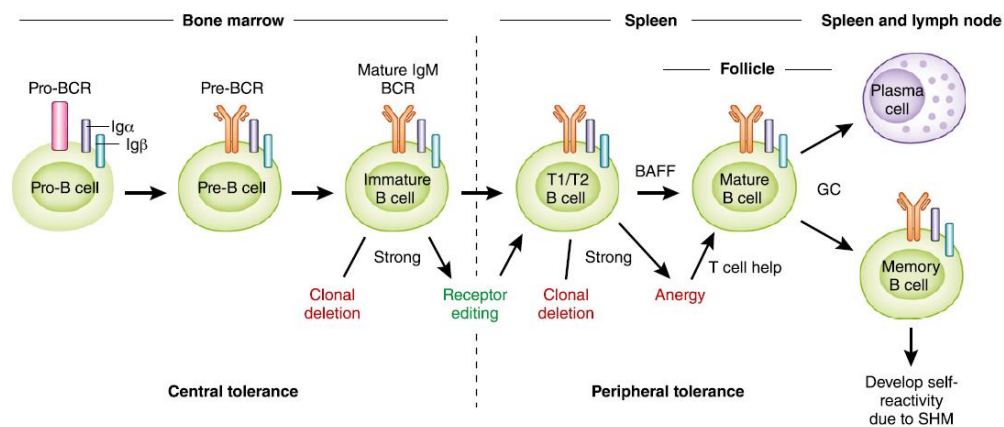 Bone marrow
Spleen
Spleen and lymph node
Mature IgM
BCR
Follicle
Pro-BCR
Pre-BCR
Igα
Igβ
Plasma
cell
Pro-B cell
Pre-B cell
Immature
B cell
T1/T2
B cell
BAFF
Mature
B cell
GC
Strong
Strong
T cell help
Memory
B cell
Clonal
deletion
Receptor
editing
Clonal
deletion
Anergy
Central tolerance
Peripheral tolerance
Develop self-
reactivity
due to SHM